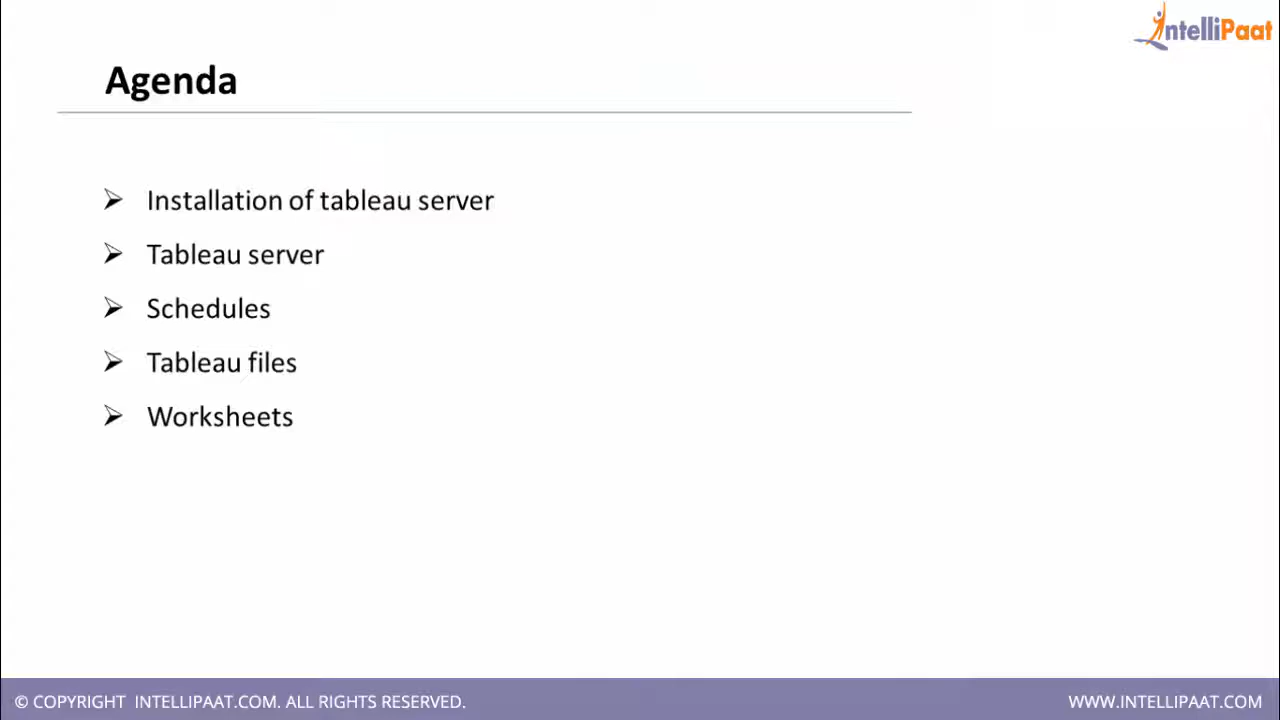 IntelliPaat
Agenda
Installation of tableau server
Tableau server
Schedules
Tableau files
Worksheets
© COPYRIGHT INTELLIPAAT.COM. ALL RIGHTS RESERVED.
WWW.INTELLIPAAT.COM